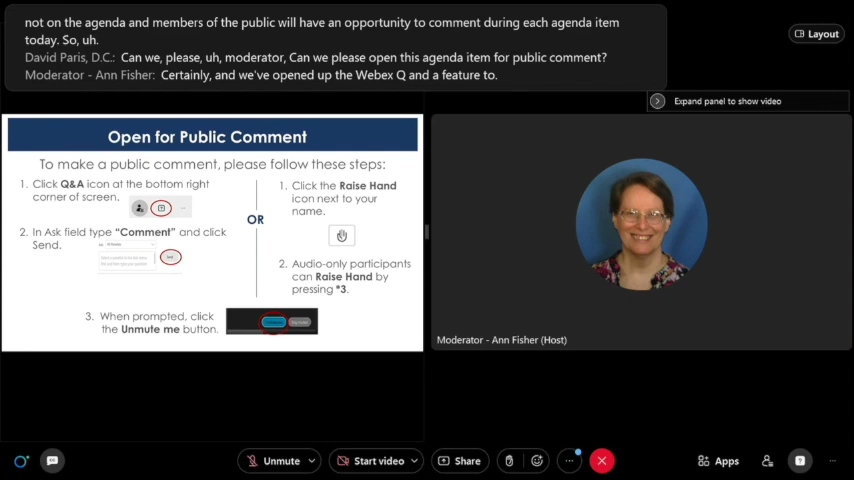 not on the agenda and members of the public will have an opportunity to comment during each agenda item
today. So, uh.
David Paris, D.C.: Can we, please, uh, moderator, Can we please open this agenda item for public comment?
Moderator - Ann Fisher: Certainly, and we've opened up the Webex Q and a feature to.
Layout
Expand panel to show video
Open for Public Comment
To make a public comment, please follow these steps:
1. Click Q&A icon at the bottom right
corner of screen.
2. In Ask field type “Comment” and click
Send.
OR
1. Click the Raise Hand
icon next to your
name.
2. Audio-only participants
can Raise Hand by
pressing *3.
3. When prompted, click
the Unmute me button.
Moderator - Ann Fisher (Host)
Unmute
Start video
Share
Apps